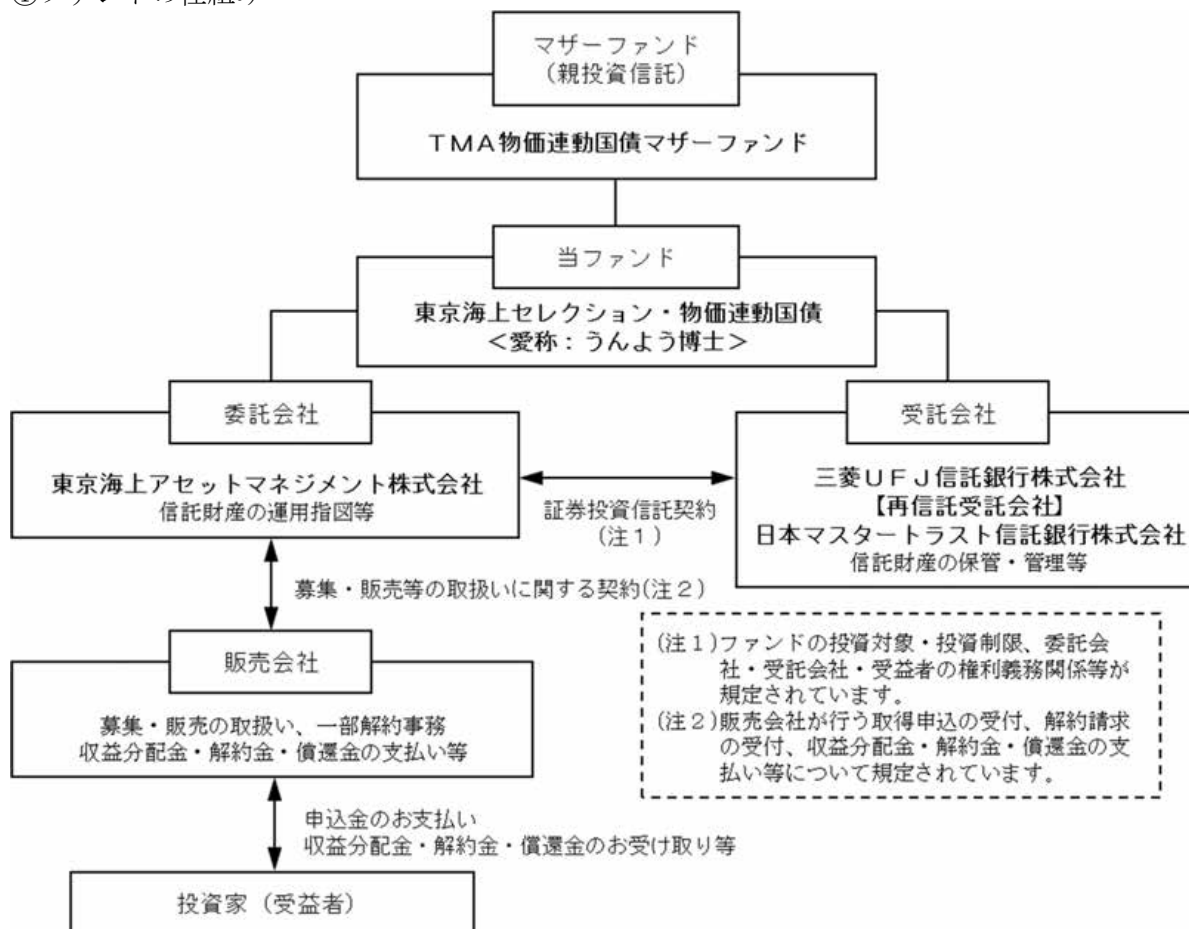 ①ファンドの仕組み
マザーファンド
(親投資信託)
TMA物価連動国債マザーファンド
当ファンド
東京海上セレクション・物価連動国債
<愛称：うんよう博士>
委託会社
東京海上アセットマネジメント株式会社
信託財産の運用指図等
証券投資信託契約
(注1)
受託会社
三菱UFJ信託銀行株式会社
【再信託受託会社】
日本マスタートラスト信託銀行株式会社
信託財産の保管・管理等
募集・販売等の取扱いに関する契約(注2)
販売会社
募集・販売の取扱い、一部解約事務
収益分配金・解約金・償還金の支払い等
(注1)ファンドの投資対象・投資制限、委託会
社・受託会社・受益者の権利義務関係等が
規定されています。
(注2)販売会社が行う取得申込の受付、解約請求
の受付、収益分配金・解約金・償還金の支
払い等について規定されています。
申込金のお支払い
収益分配金・解約金・償還金のお受け取り等
投資家（受益者）